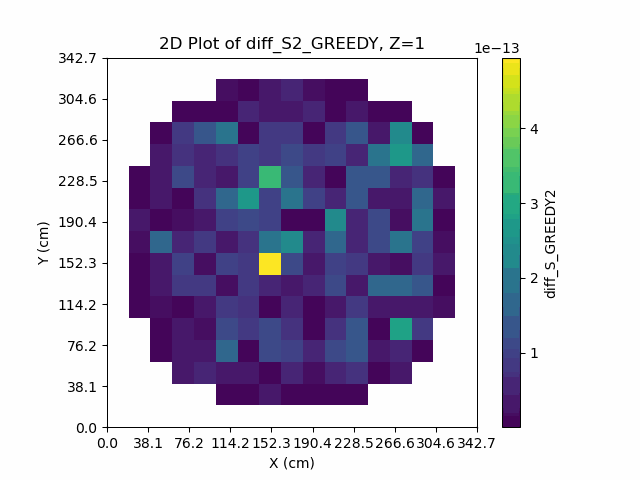 2D Plot of diff_S2_GREEDY, Z=1
1e−13
342.7
304.6
266.6
228.5
190.4
152.3
114.2
76.2
38.1
0.0
Y (cm)
0.0 38.1 76.2 114.2 152.3 190.4 228.5 266.6 304.6 342.7
X (cm)
4
3
2
1
diff_S_GREEDY2